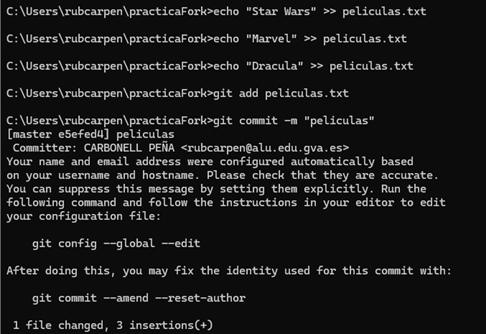 C:\Users\rubcarpen\practicaFork>echo "Star Wars" >> peliculas.txt
C:\Users\rubcarpen\practicaFork>echo "Marvel" >> peliculas.txt
C:\Users\rubcarpen\practicaFork>echo "Dracula" >> peliculas.txt
C:\Users\rubcarpen\practicaFork>git add peliculas.txt
C:\Users\rubcarpen\practicaFork>git commit -m "peliculas"
[master e5efed4] peliculas
 Committer: CARBONELL PEÑA <rubcarpen@alu.edu.gva.es>
Your name and email address were configured automatically based
on your username and hostname. Please check that they are accurate.
You can suppress this message by setting them explicitly. Run the
following command and follow the instructions in your editor to edit
your configuration file:
    git config --global --edit
After doing this, you may fix the identity used for this commit with:
    git commit --amend --reset-author
 1 file changed, 3 insertions(+)